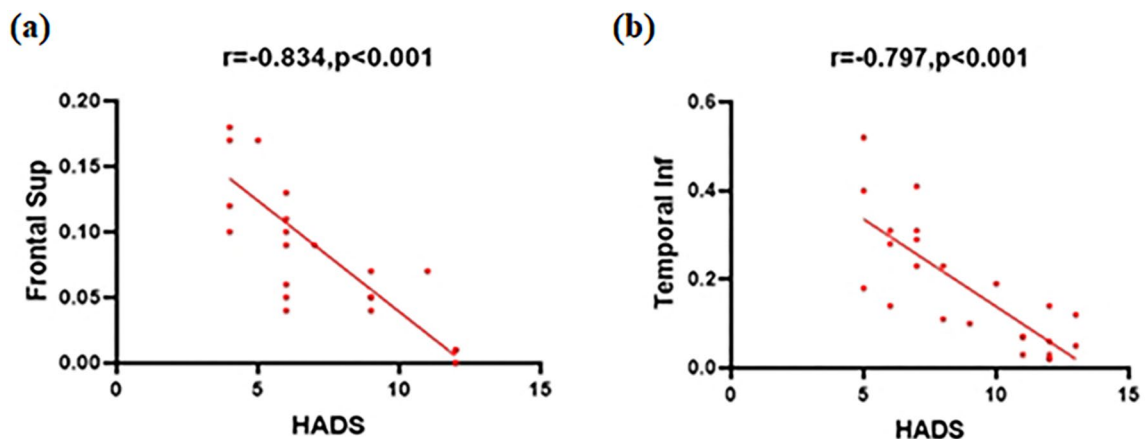 (a)
r=-0.834,p<0.001
0.20
0.15
0.10
0.05
0.00
Frontal Sup
0
5
10
15
HADS
(b)
r=-0.797,p<0.001
0.6
0.4
0.2
0.0
Temporal Inf
0
5
10
15
HADS